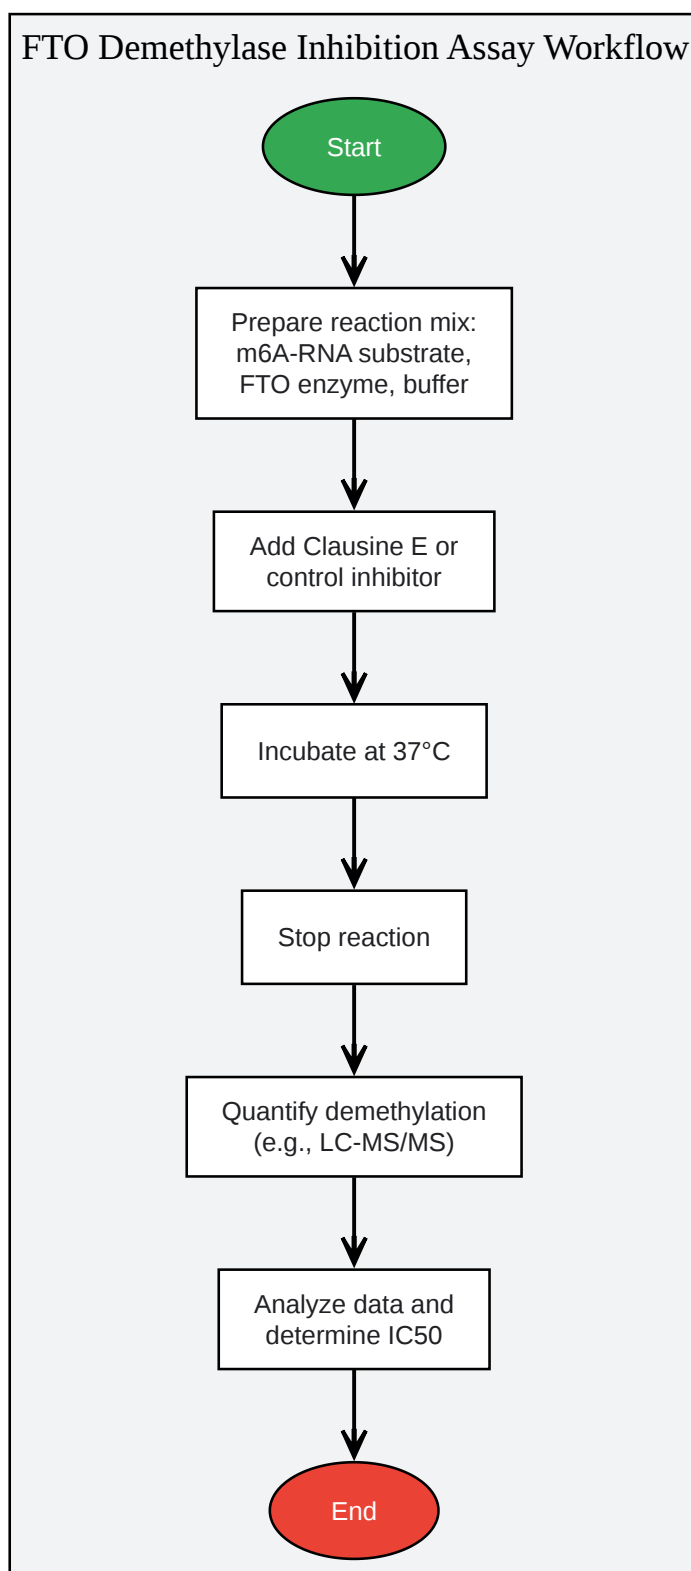 FTO Demethylase Inhibition Assay Workflow
Start
Prepare reaction mix:
m6A-RNA substrate,
FTO enzyme, buffer
Add Clausine E or
control inhibitor
Incubate at 37°C
Stop reaction
Quantify demethylation
(e.g., LC-MS/MS)
Analyze data and
determine IC50
End